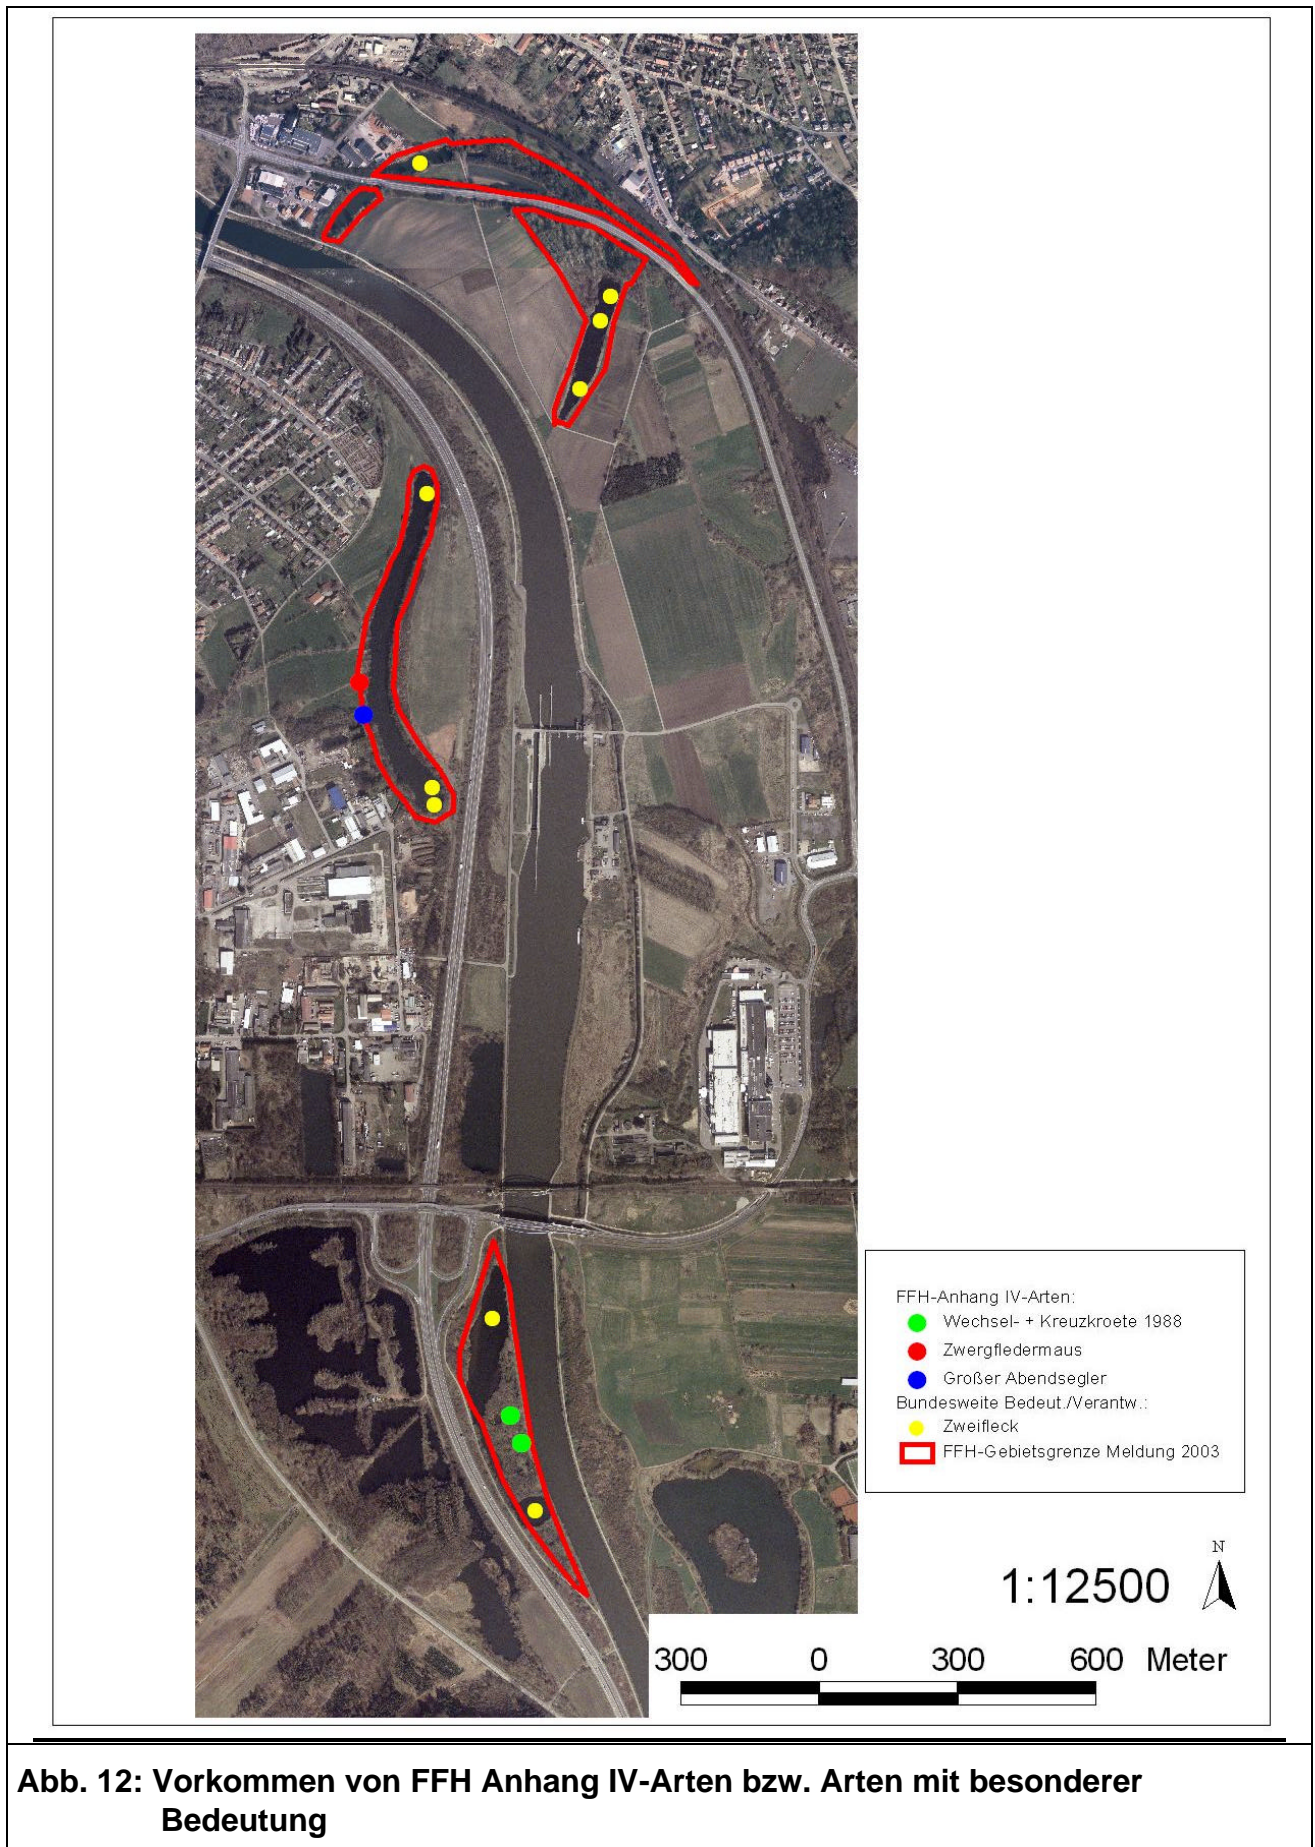 FFH-Anhang IV-Arten:
Wechsel- + Kreuzkroete 1988
Zwergfledermaus
Großer Abendsegler
Bundesweite Bedeut./Verantw.:
Zweifleck
FFH-Gebietsgrenze Meldung 2003
N
1:12500
300 0 300 600 Meter
Abb. 12: Vorkommen von FFH Anhang IV-Arten bzw. Arten mit besonderer
Bedeutung